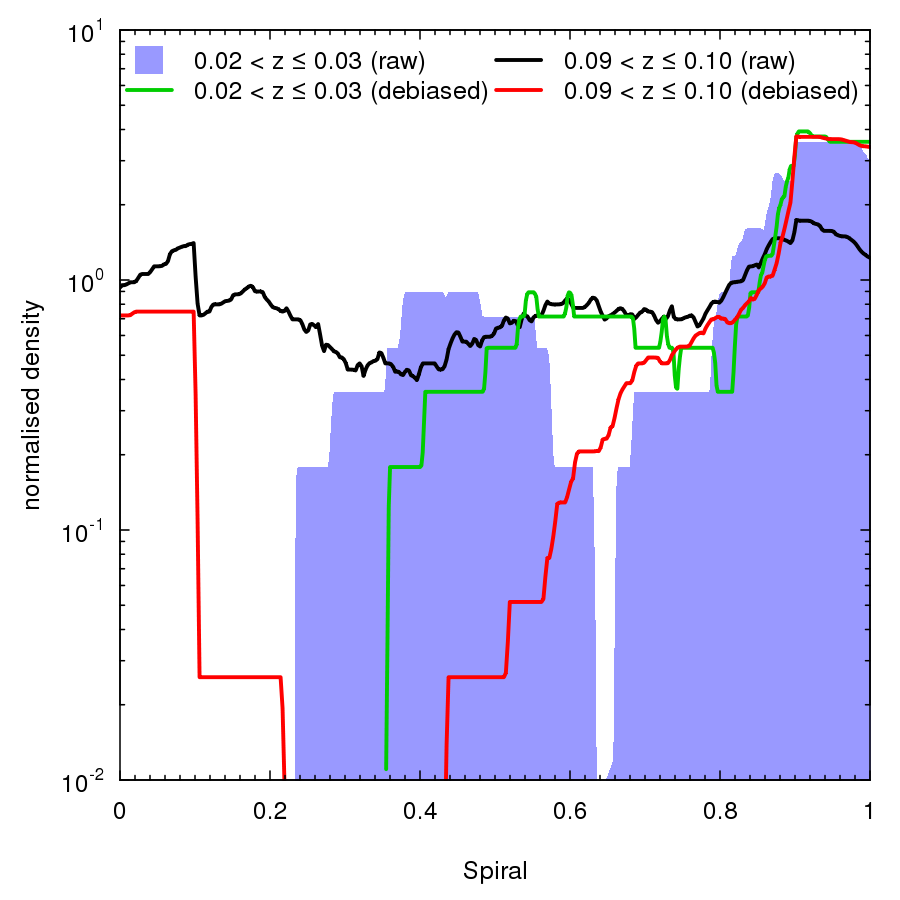 0.02 < z ≤ 0.03 (raw)
0.09 < z ≤ 0.10 (raw)
0.02 < z ≤ 0.03 (debiased)
0.09 < z ≤ 0.10 (debiased)
normalised density
10^1
10^0
10^-1
10^-2
0 0.2 0.4 0.6 0.8 1
Spiral